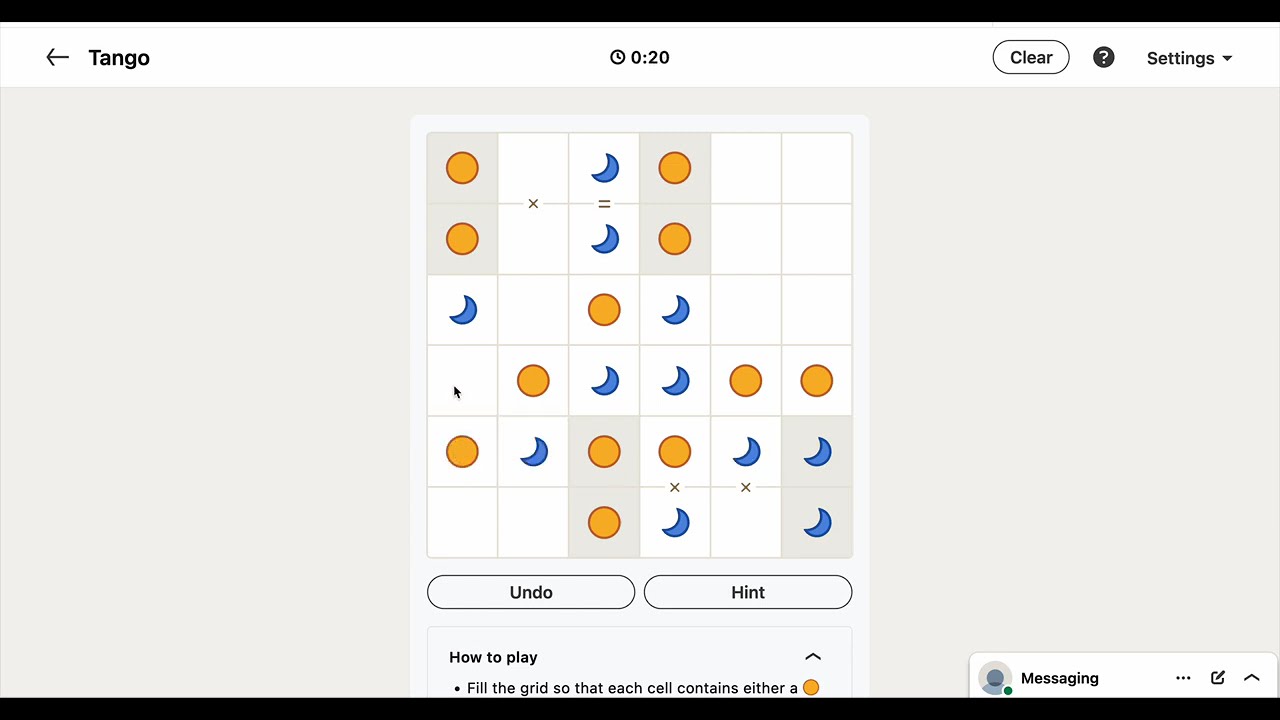 Tango
0:20
Clear
?
Settings
×
=
×
×
Undo
Hint
How to play
• Fill the grid so that each cell contains either a
Messaging